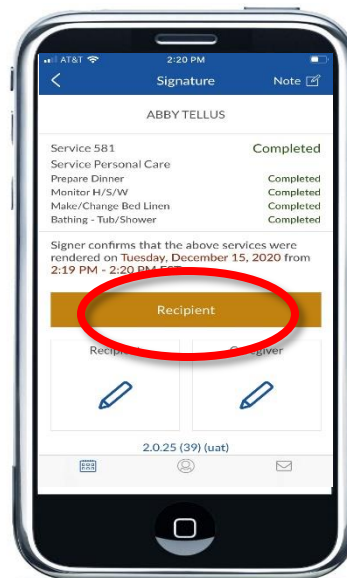 AT&T 2:20 PM
Signature Note
ABBY TELLUS
Service 581 Completed
Service Personal Care
Prepare Dinner Completed
Monitor H/S/W Completed
Make/Change Bed Linen Completed
Bathing - Tub/Shower Completed
Signer confirms that the above services were
rendered on Tuesday, December 15, 2020 from
2:19 PM - 2:20 PM EST
Recipient
Recipient Caregiver
2.0.25 (39) (uat)